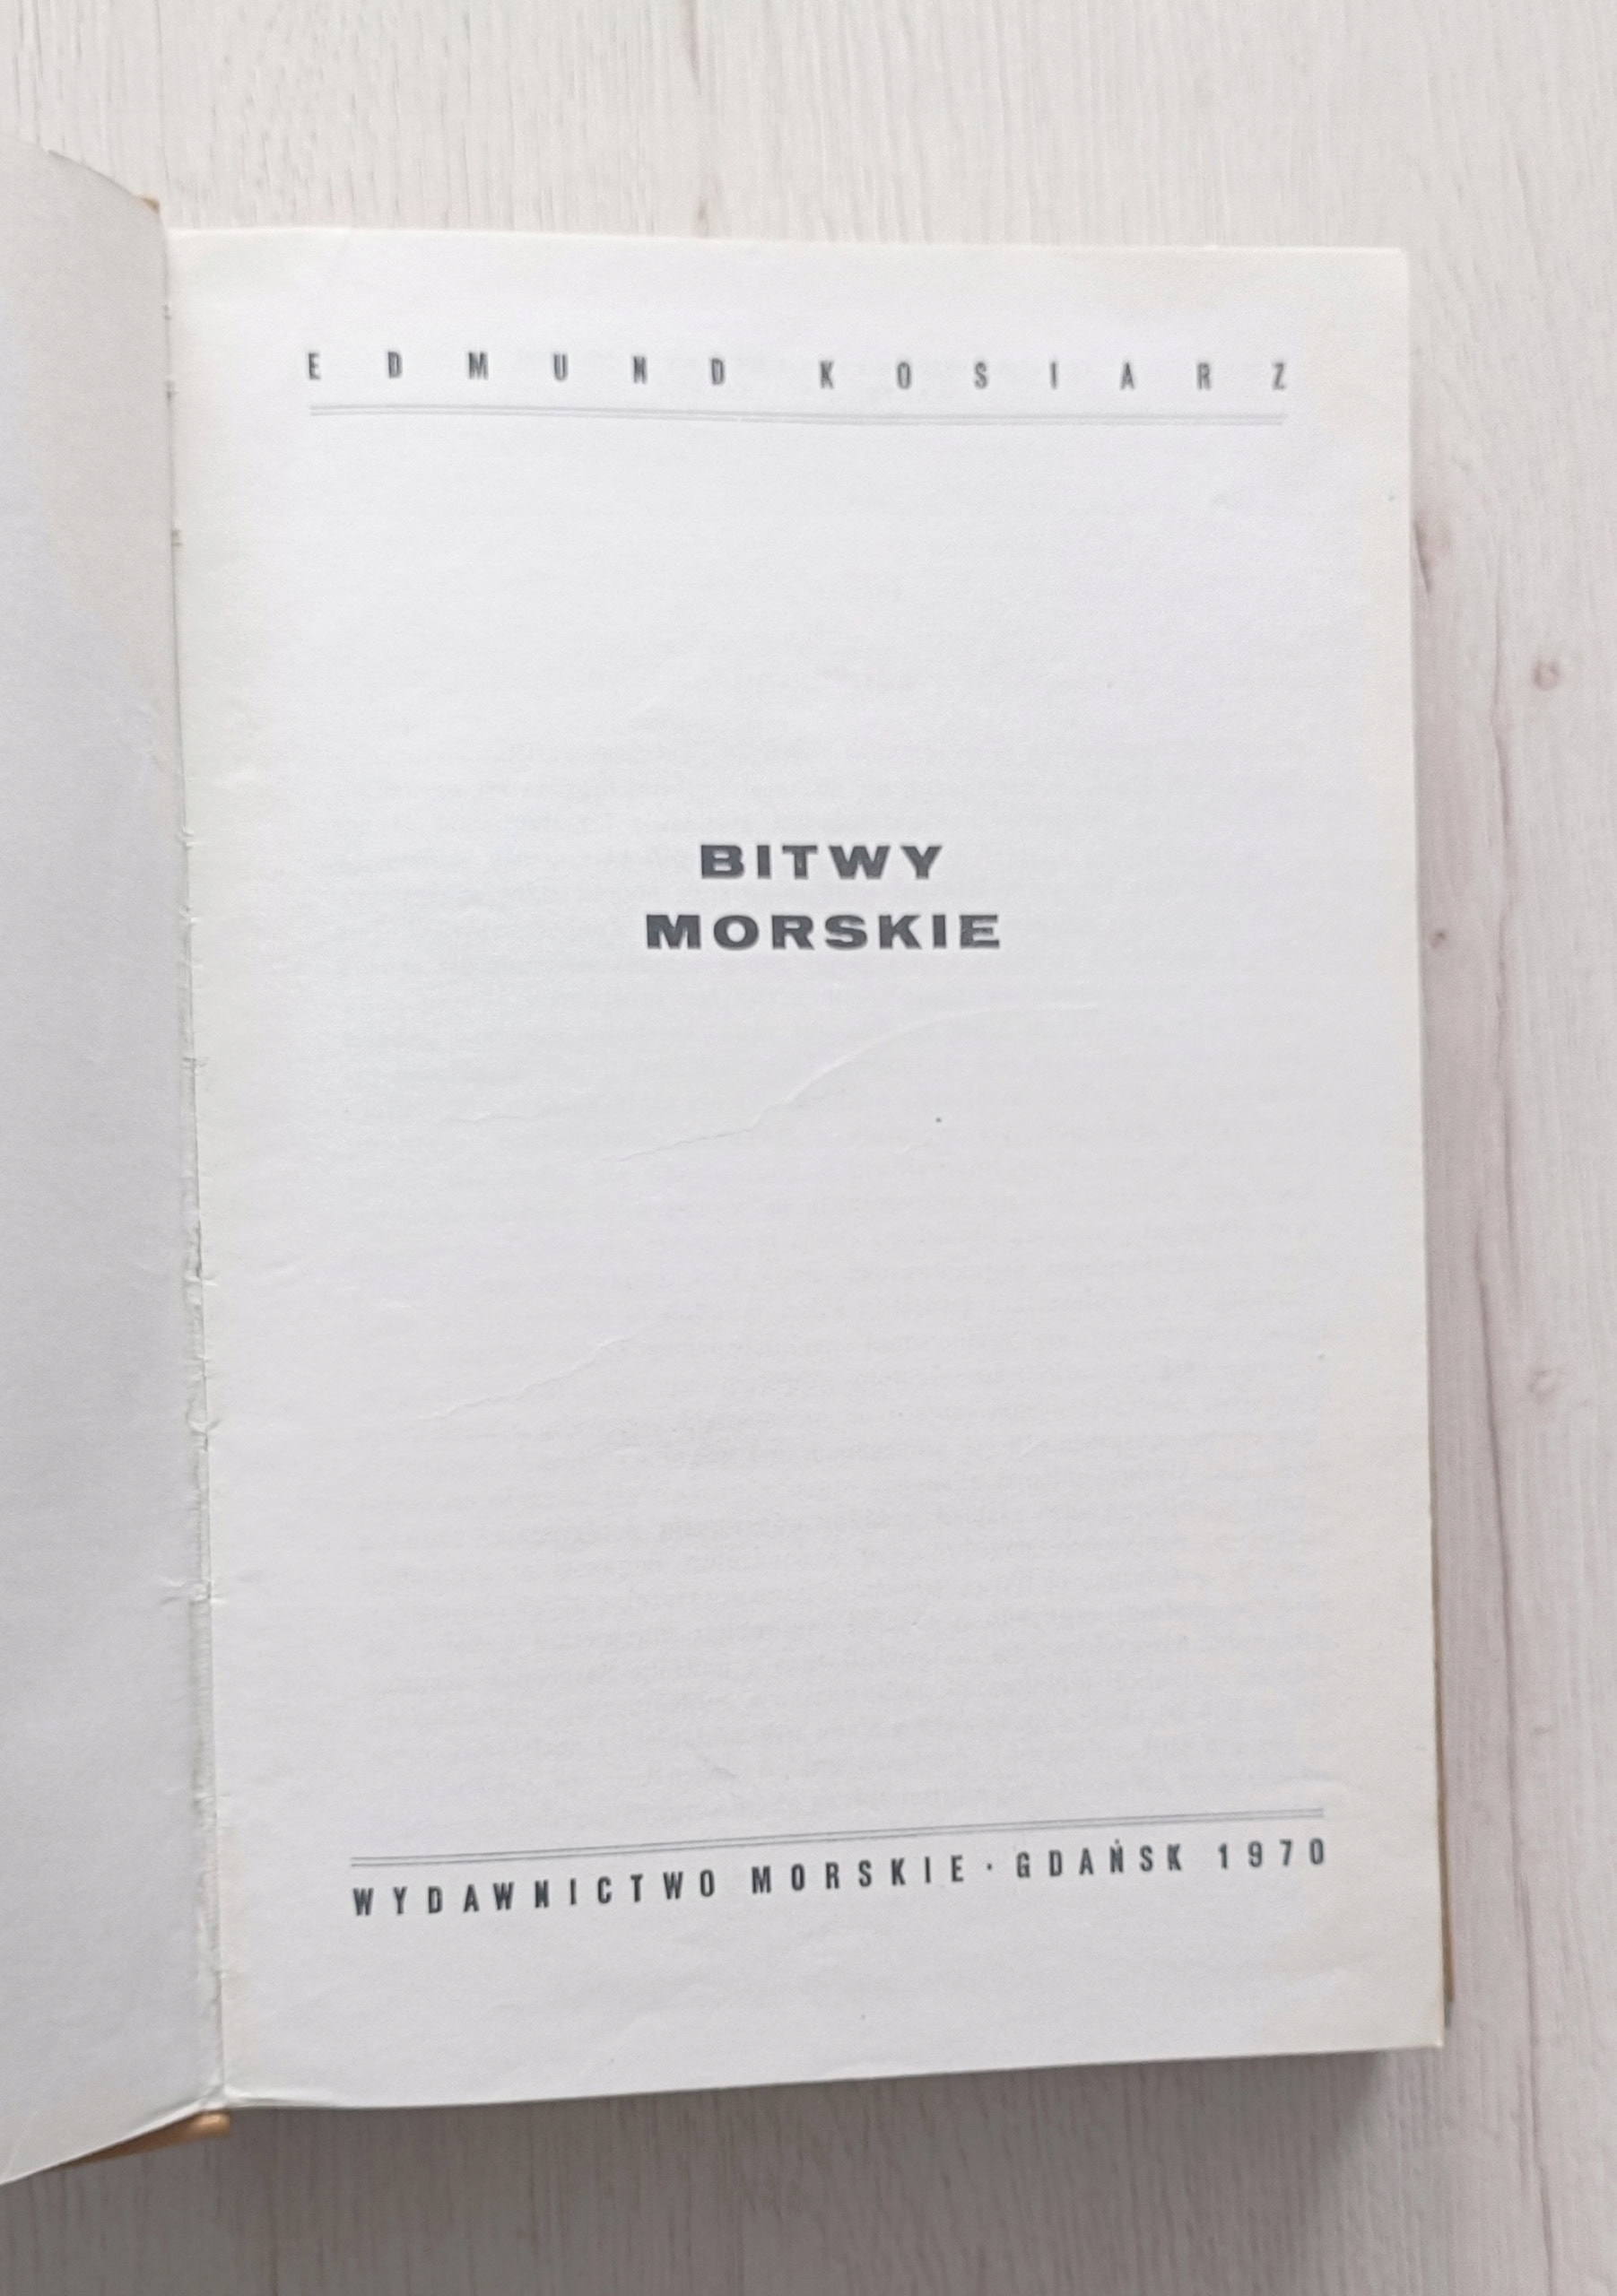 EDMUND KOSIARZ
BITWY
MORSKIE
WYDAWNICTWO MORSKIE · GDAŃSK 1970